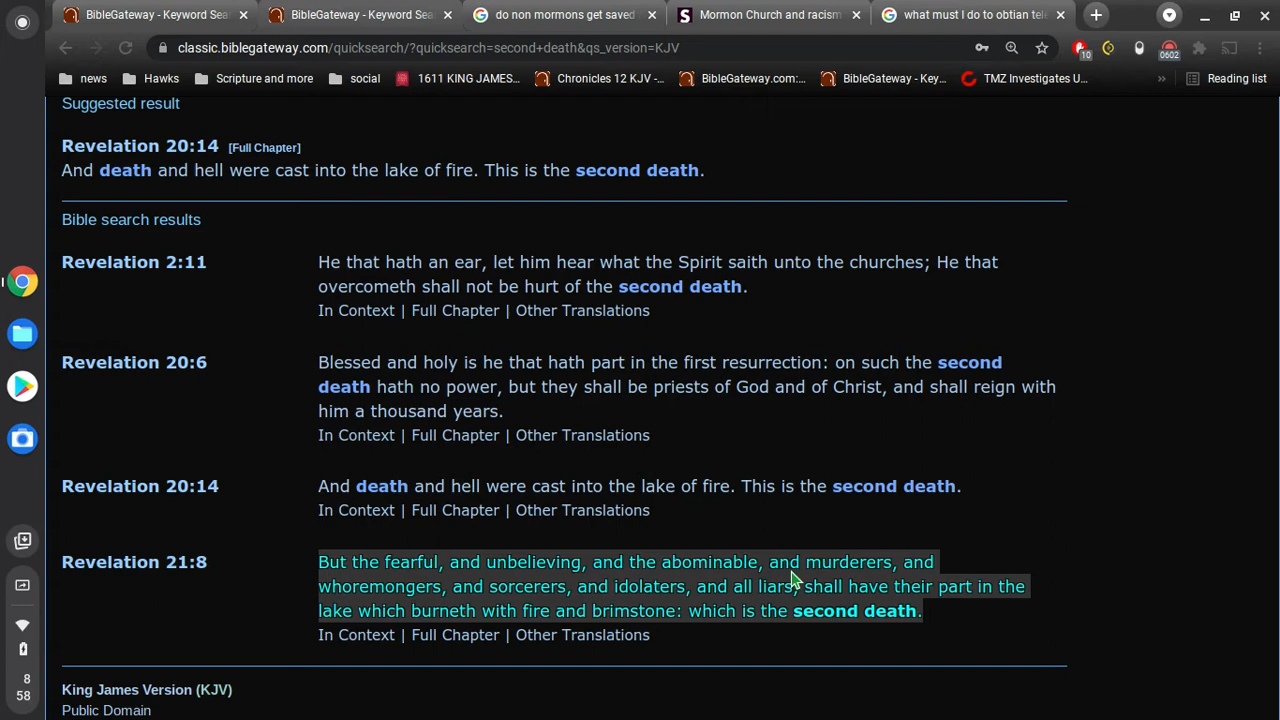 BibleGateway - Keyword Sea
BibleGateway - Keyword Sea
do non mormons get saved
Mormon Church and racism
what must I do to obtian tele
classic.biblegateway.com/quicksearch/?quicksearch=second+death&qs_version=KJV
10
0602
news
Hawks
Scripture and more
social
1611 KING JAMES...
Chronicles 12 KJV -...
BibleGateway.com:...
BibleGateway - Key...
TMZ Investigates U...
»
Reading list
Suggested result
Revelation 20:14 [Full Chapter]
And death and hell were cast into the lake of fire. This is the second death.
Bible search results
Revelation 2:11
He that hath an ear, let him hear what the Spirit saith unto the churches; He that
overcometh shall not be hurt of the second death.
In Context | Full Chapter | Other Translations
Revelation 20:6
Blessed and holy is he that hath part in the first resurrection: on such the second
death hath no power, but they shall be priests of God and of Christ, and shall reign with
him a thousand years.
In Context | Full Chapter | Other Translations
Revelation 20:14
And death and hell were cast into the lake of fire. This is the second death.
In Context | Full Chapter | Other Translations
Revelation 21:8
But the fearful, and unbelieving, and the abominable, and murderers, and
whoremongers, and sorcerers, and idolaters, and all liars, shall have their part in the
lake which burneth with fire and brimstone: which is the second death.
In Context | Full Chapter | Other Translations
King James Version (KJV)
Public Domain
8
58